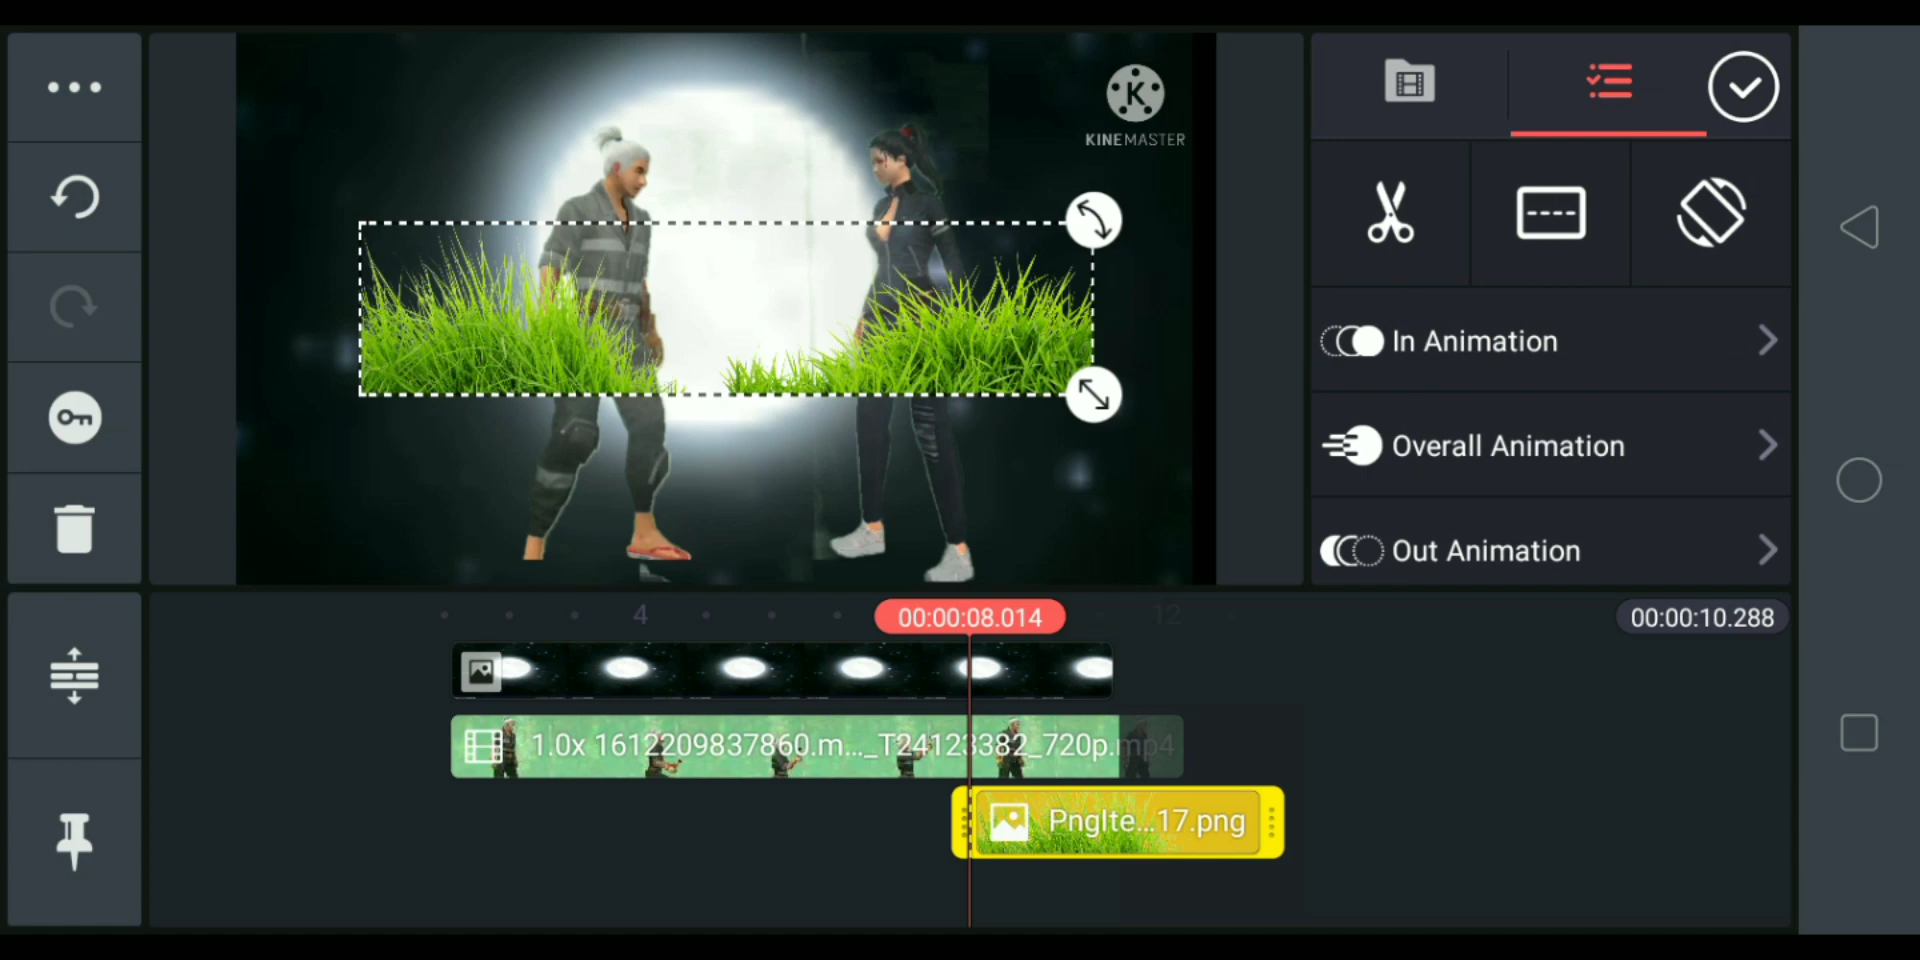 K
KINEMASTER
In Animation
Overall Animation
Out Animation
4
00:00:08.014
12
00:00:10.288
1.0x 1612209837860.m..._T24123382_720p.mp4
PngIte...17.png